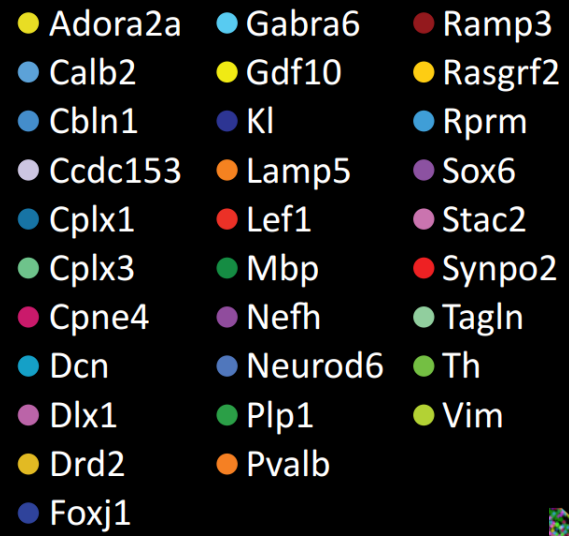 Adora2a
Calb2
Cbln1
Ccdc153
Cplx1
Cplx3
Cpne4
Dcn
Dlx1
Drd2
Foxj1
Gabra6
Gdf10
Kl
Lamp5
Lef1
Mbp
Nefh
Neurod6
Plp1
Pvalb
Ramp3
Rasgrf2
Rprm
Sox6
Stac2
Synpo2
Tagln
Th
Vim